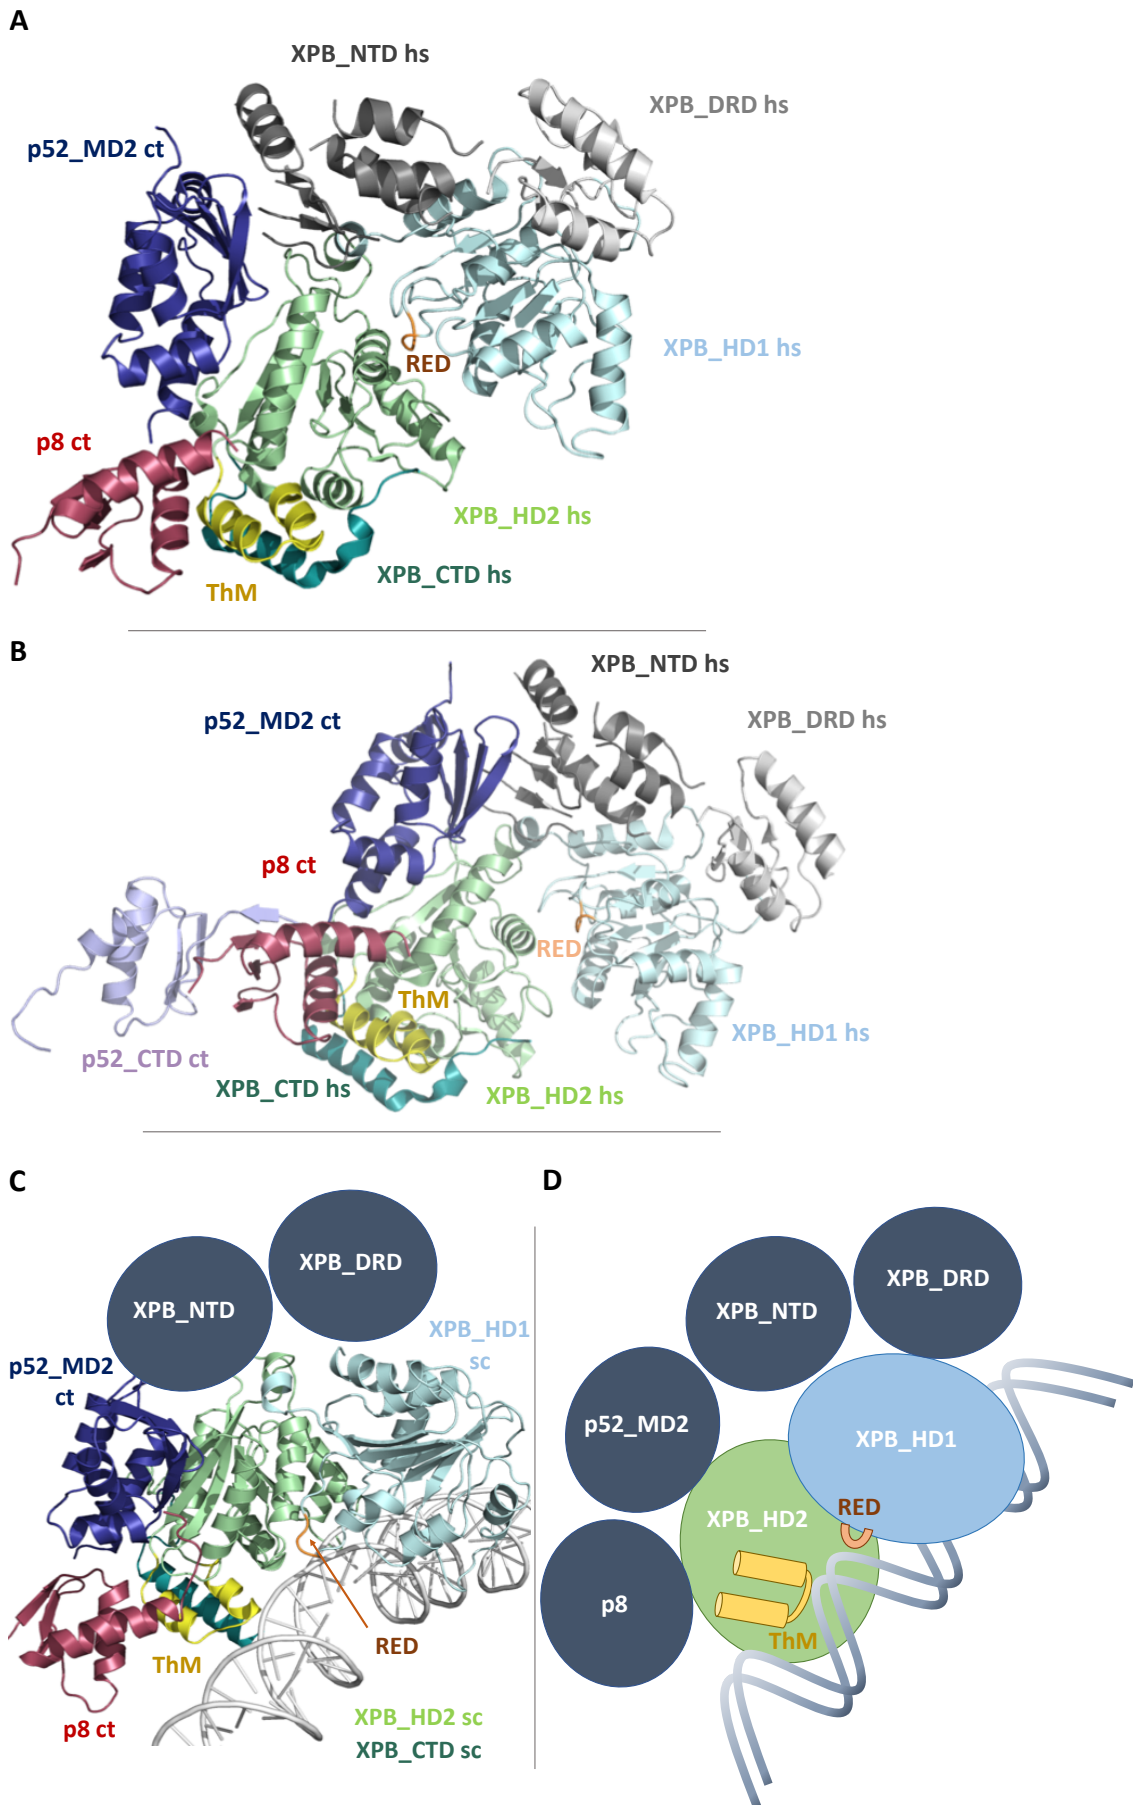 A
XPB_NTD hs
XPB_DRD hs
p52_MD2 ct
XPB_HD1 hs
RED
p8 ct
XPB_HD2 hs
XPB_CTD hs
ThM
B
XPB_NTD hs
p52_MD2 ct
XPB_DRD hs
p8 ct
RED
ThM
XPB_HD1 hs
p52_CTD ct
XPB_CTD hs
XPB_HD2 hs
C
XPB_DRD
XPB_NTD
XPB_HD1
sc
p52_MD2
ct
RED
ThM
p8 ct
XPB_HD2 sc
XPB_CTD sc
D
XPB_DRD
XPB_NTD
p52_MD2
XPB_HD1
RED
XPB_HD2
p8
ThM